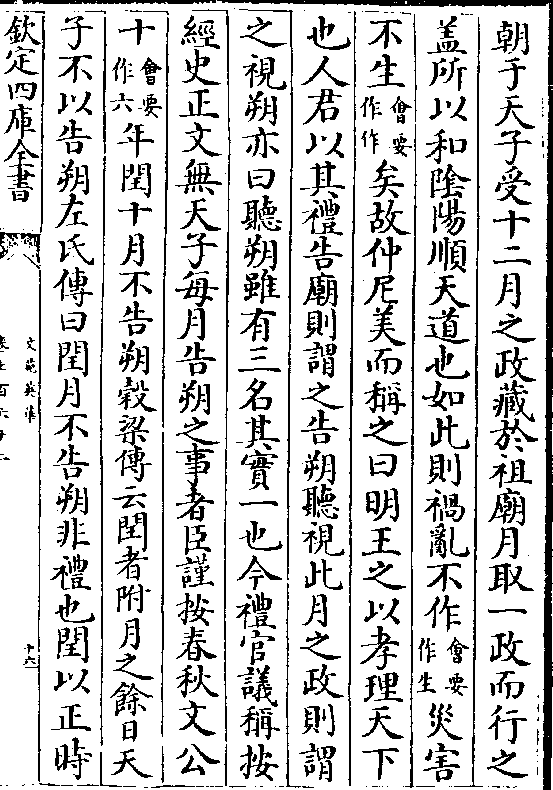 朝于天子受十二月之政藏於祖廟月取一政而行之
蓋所以和陰陽順天道也如此則禍亂不作會要作生災害
不生會要作作矣故仲尼美而稱之曰明王之以孝理天下
也人君以其禮告廟則謂之告朔聽視此月之政則謂
之視朔亦曰聽朔雖有三名其實一也今禮官議稱按
經史正文無天子每月告朔之事者臣謹按春秋文公
十會要作六年閏十月不告朔穀梁傳云閏者附月之餘日天
子不以告朔左氏傳曰閏月不告朔非禮也閏以正時
欽定四庫全書
文苑英華
十六